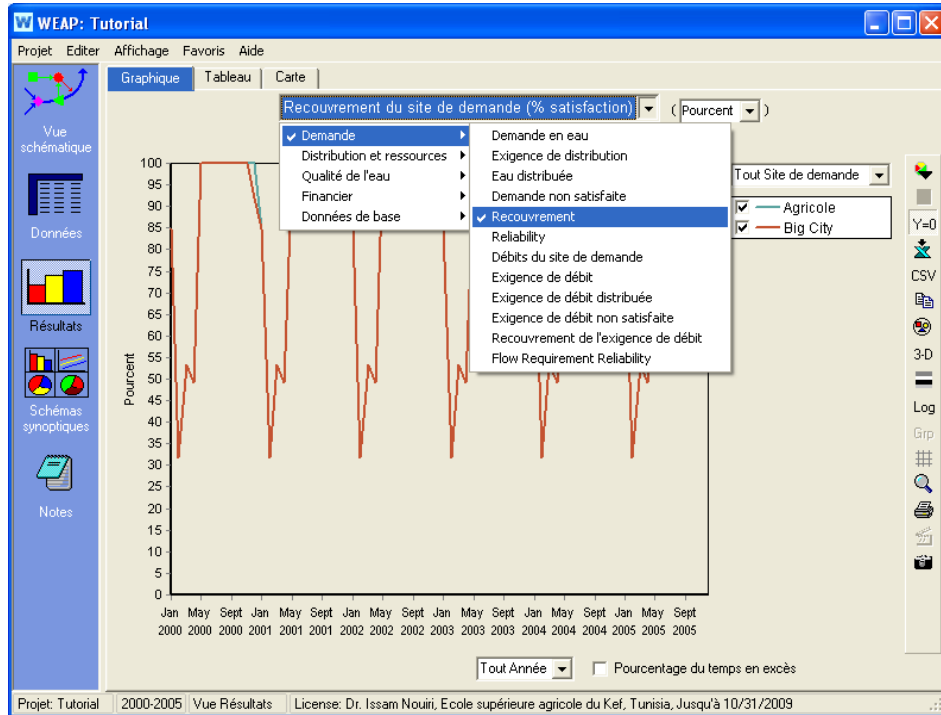 WEAP: Tutorial
Projet Editer Affichage Favoris Aide
Graphique Tableau Carte
Recouvrement du site de demande (% satisfaction) ( Pourcent )
Vue schématique
Données
Résultats
Schémas synoptiques
Notes
Demande
Distribution et ressources
Qualité de l'eau
Financier
Données de base
Demande en eau
Exigence de distribution
Eau distribuée
Demande non satisfaite
Recouvrement
Reliability
Débits du site de demande
Exigence de débit
Exigence de débit distribuée
Exigence de débit non satisfaite
Recouvrement de l'exigence de débit
Flow Requirement Reliability
Tout Site de demande
Agricole
Big City
Y=0
CSV
3-D
Log
Grp
Pourcent
100
95
90
85
80
75
70
65
60
55
50
45
40
35
30
25
20
15
10
5
0
Jan May Sept Jan May Sept Jan May Sept Jan May Sept Jan May Sept Jan May Sept
2000 2000 2000 2001 2001 2001 2002 2002 2002 2003 2003 2003 2004 2004 2004 2005 2005 2005
Tout Année Pourcentage du temps en excès
Projet: Tutorial 2000-2005 Vue Résultats License: Dr. Issam Nouiri, Ecole supérieure agricole du Kef, Tunisia, Jusqu'à 10/31/2009